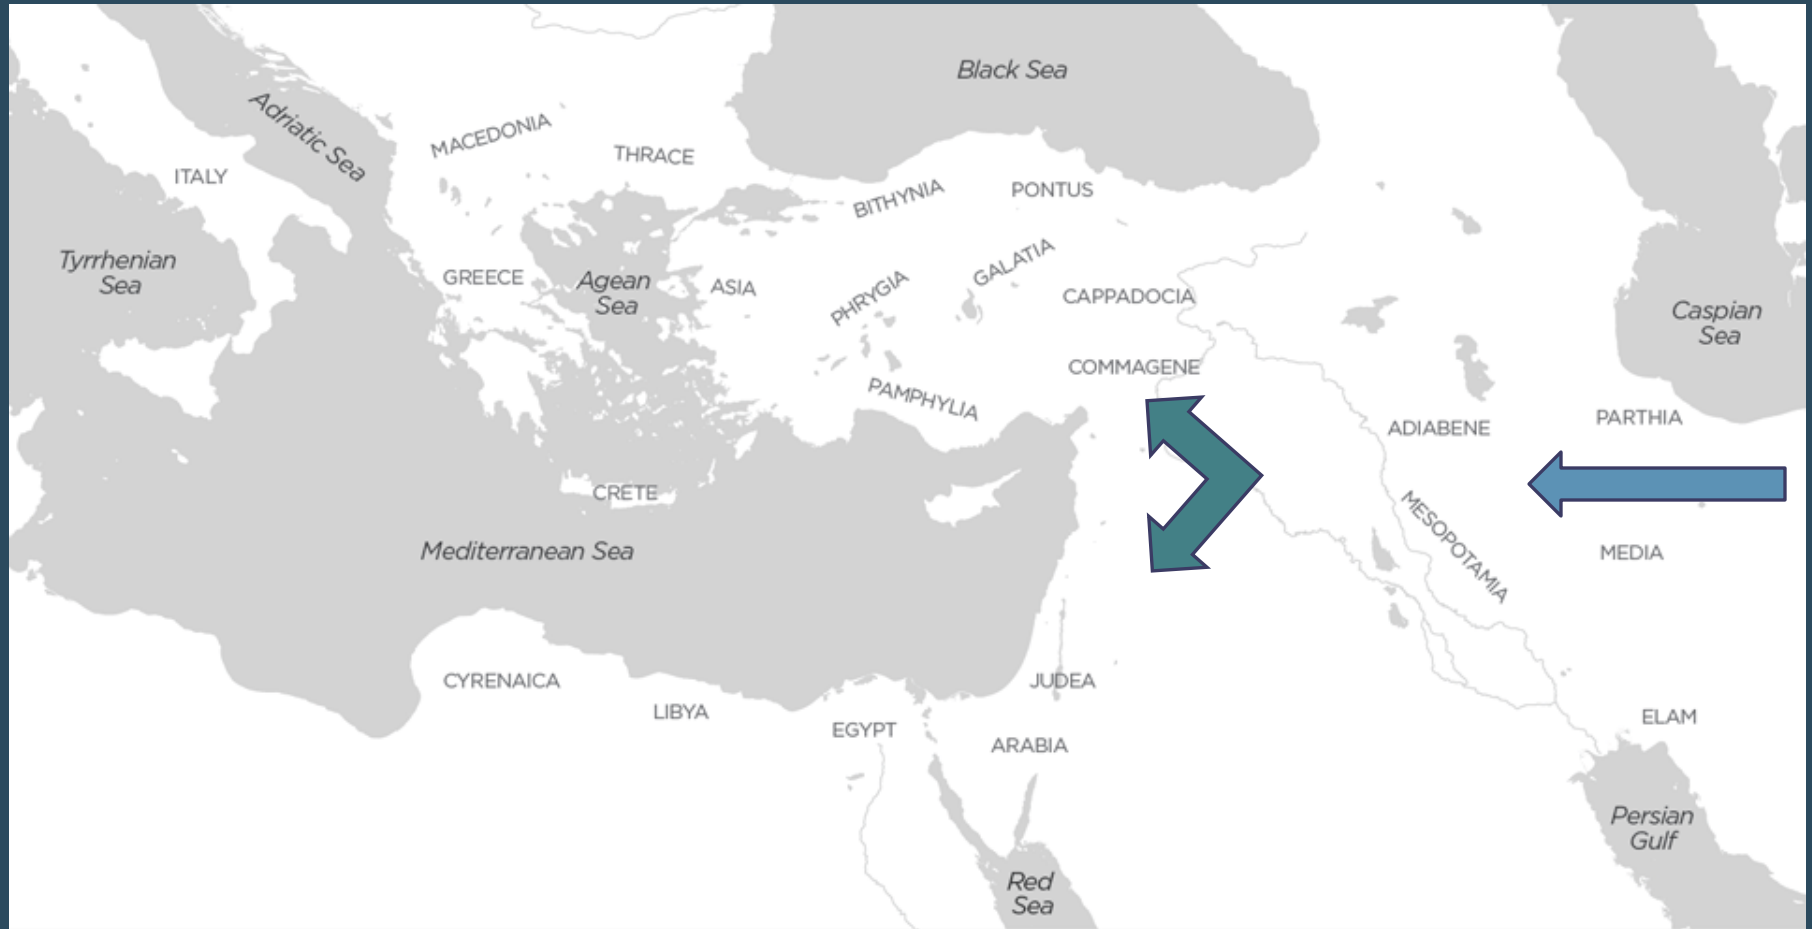 Black Sea
Adriatic Sea
MACEDONIA
THRACE
ITALY
BITHYNIA
PONTUS
Tyrrhenian
Sea
GREECE
Agean
Sea
ASIA
PHRYGIA
GALATIA
CAPPADOCIA
Caspian
Sea
COMMAGENE
PAMPHYLIA
ADIABENE
PARTHIA
CRETE
Mediterranean Sea
MESOPOTAMIA
MEDIA
CYRENAICA
LIBYA
JUDEA
EGYPT
ARABIA
ELAM
Persian
Gulf
Red
Sea